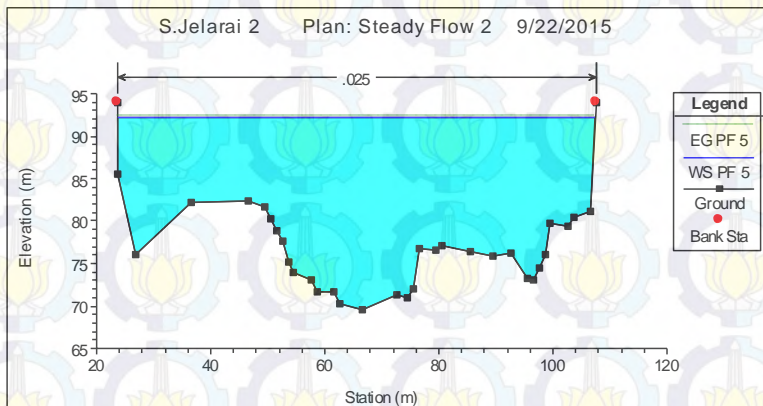 S.Jelarai 2 Plan: Steady Flow 2 9/22/2015
.025
95
90
85
80
75
70
65
Elevation (m)
20 40 60 80 100 120
Station (m)
Legend
EG PF 5
WS PF 5
Ground
Bank Sta